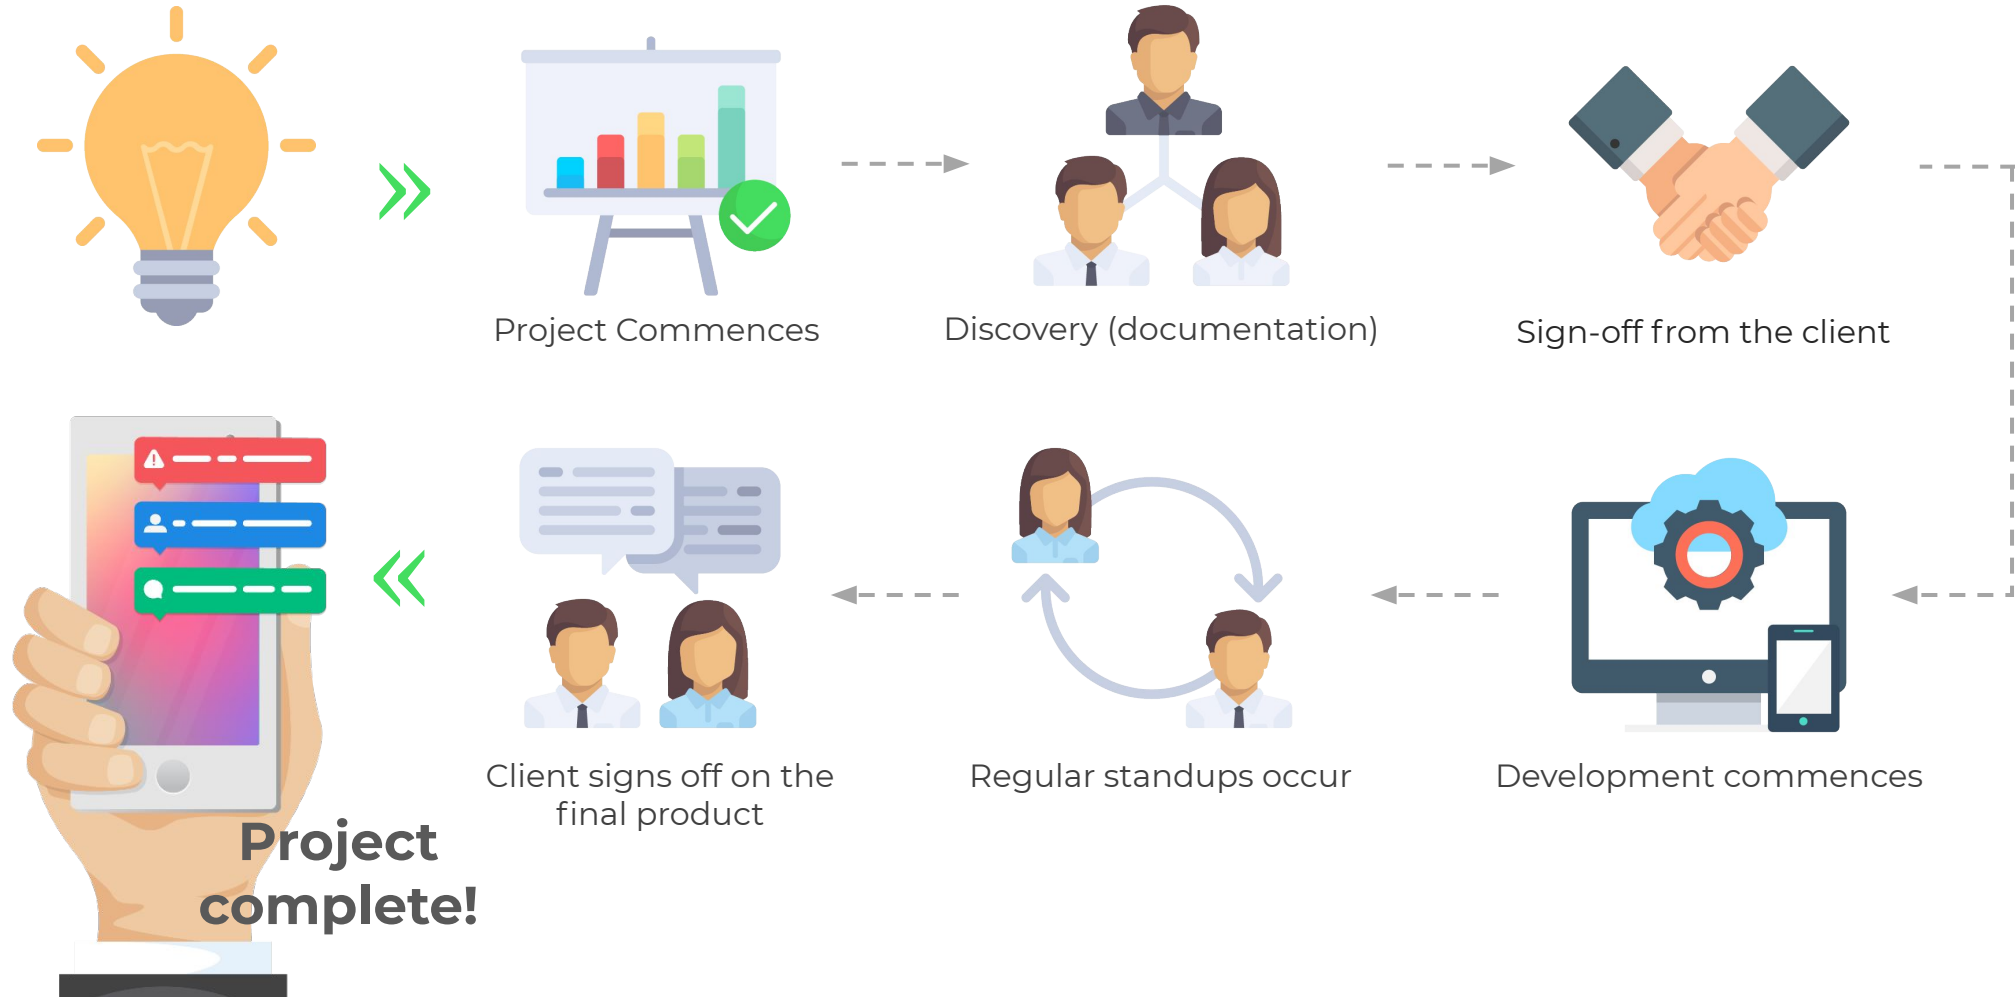 Project Commences
Discovery (documentation)
Sign-off from the client
Development commences
Regular standups occur
Client signs off on the
final product
Project
complete!